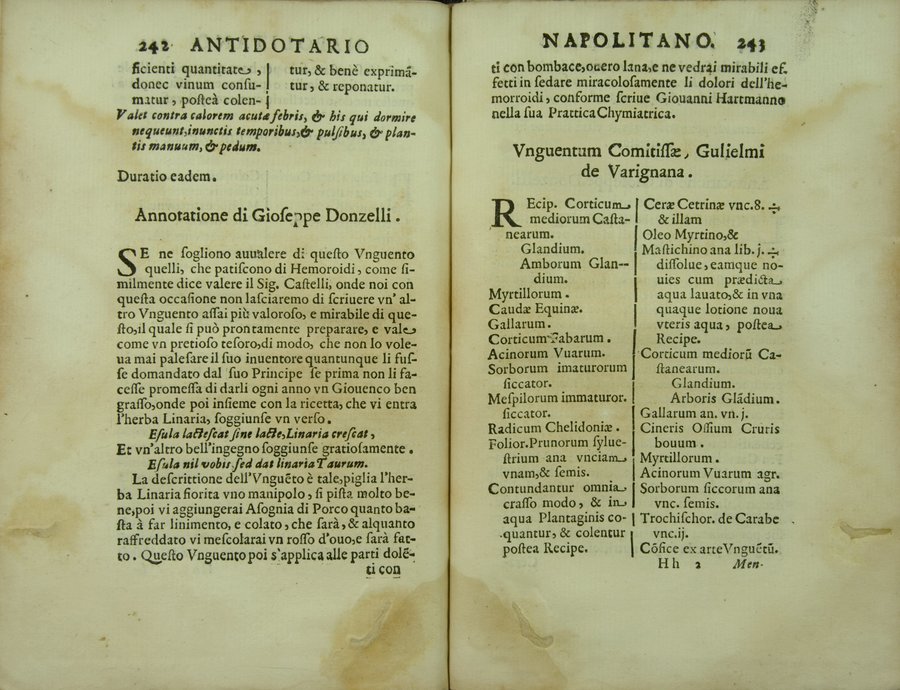 242 ANTIDOTARIO
ficienti quantitate,
donec vinum consu-
matur, posteà colen-
tur, & benè exprimã-
tur, & reponatur.
Valet contra calorem acutæ febris, & his qui dormire
nequeunt, inunctis temporibus, & pulsibus, & plan-
tis manuum, & pedum.
Duratio eadem.
Annotatione di Gioseppe Donzelli.
SE ne sogliono auualere di questo Vnguento
quelli, che patiscono di Hemoroidi, come si-
milmente dice valere il Sig. Castelli, onde noi con
questa occasione non lasciaremo di scriuere vn' al-
tro Vnguento assai più valoroso, e mirabile di que-
sto, il quale si può prontamente preparare, e vale
come vn pretioso tesoro, di modo, che non lo vole-
ua mai palesare il suo inuentore quantunque li fus-
se domandato dal suo Principe se prima non li fa-
cesse promessa di darli ogni anno vn Giouenco ben
grasso, onde poi insieme con la ricetta, che vi entra
l'herba Linaria, soggiunse vn verso.
Esula lactescat sine lacte, Linaria crescat,
Et vn'altro bell'ingegno soggiunse gratiosamente.
Esula nil vobis, sed dat linaria Taurum.
La descrittione dell'Vnguẽto è tale, piglia l'her-
ba Linaria fiorita vno manipolo, si pista molto be-
ne, poi vi aggiungerai Asognia di Porco quanto ba-
sta à far linimento, e colato, che sarà, & alquanto
raffreddato vi mescolarai vn rosso d'ouo, e sarà fat-
to. Questo Vnguento poi s'applica alle parti dolẽ-
ti con
NAPOLITANO. 243
ti con bombace, ouero lana, e ne vedrai mirabili ef-
fetti in sedare miracolosamente li dolori dell'he-
morroidi, conforme scriue Giouanni Hartmanno
nella sua Practica Chymiatrica.
Vnguentum Comitissæ, Gulielmi
de Varignana.
REcip. Corticum
mediorum Casta-
nearum.
Glandium.
Amborum Glan-
dium.
Myrtillorum.
Caudæ Equinæ.
Gallarum.
Corticum Fabarum.
Acinorum Vuarum.
Sorborum imaturorum
siccator.
Mespilorum immaturor.
siccator.
Radicum Chelidoniæ.
Folior. Prunorum sylue-
strium ana vnciam
vnam, & semis.
Contundantur omnia
crasso modo, & in
aqua Plantaginis co-
quantur, & colentur
postea Recipe.
Ceræ Cetrinæ vnc. 8. ÷
& illam
Oleo Myrtino, &
Mastichino ana lib. j. ÷
dissolue, eamque no-
uies cum prædicta
aqua lauato, & in vna
quaque lotione noua
vteris aqua, postea
Recipe.
Corticum mediorũ Ca-
stanearum.
Glandium.
Arboris Glãdium.
Gallarum an. vn. j.
Cineris Ossium Cruris
bouum.
Myrtillorum.
Acinorum Vuarum agr.
Sorborum siccorum ana
vnc. semis.
Trochischor. de Carabe
vnc. ij.
Cõfice ex arte Vnguẽtũ.
Hh 2 Men-